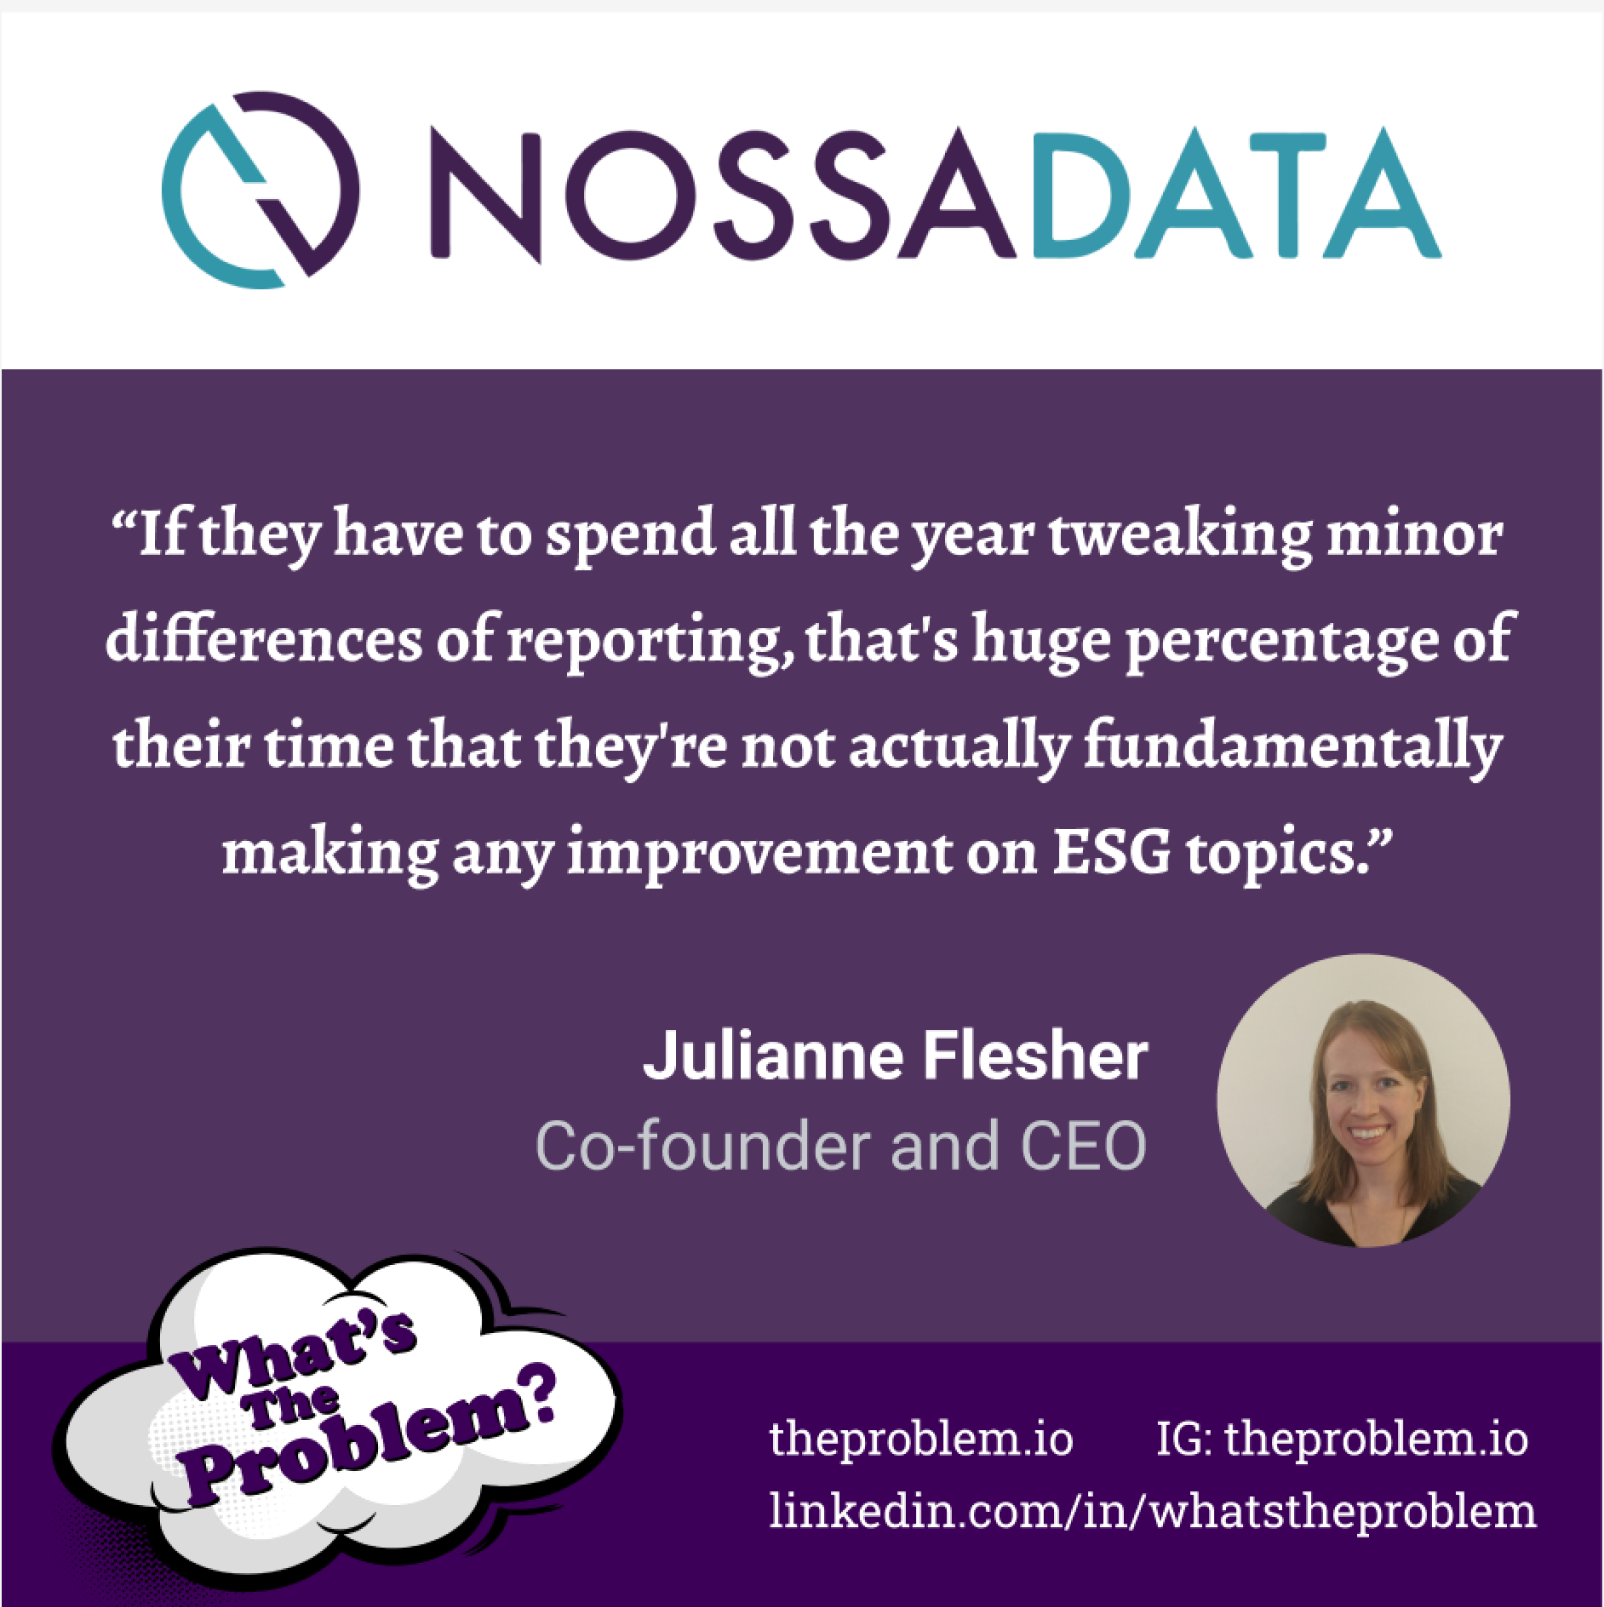 NOSSADATA
“If they have to spend all the year tweaking minor
differences of reporting, that's huge percentage of
their time that they're not actually fundamentally
making any improvement on ESG topics.”
Julianne Flesher
Co-founder and CEO
What's
The
Problem?
theproblem.io IG: theproblem.io
linkedin.com/in/whatstheproblem